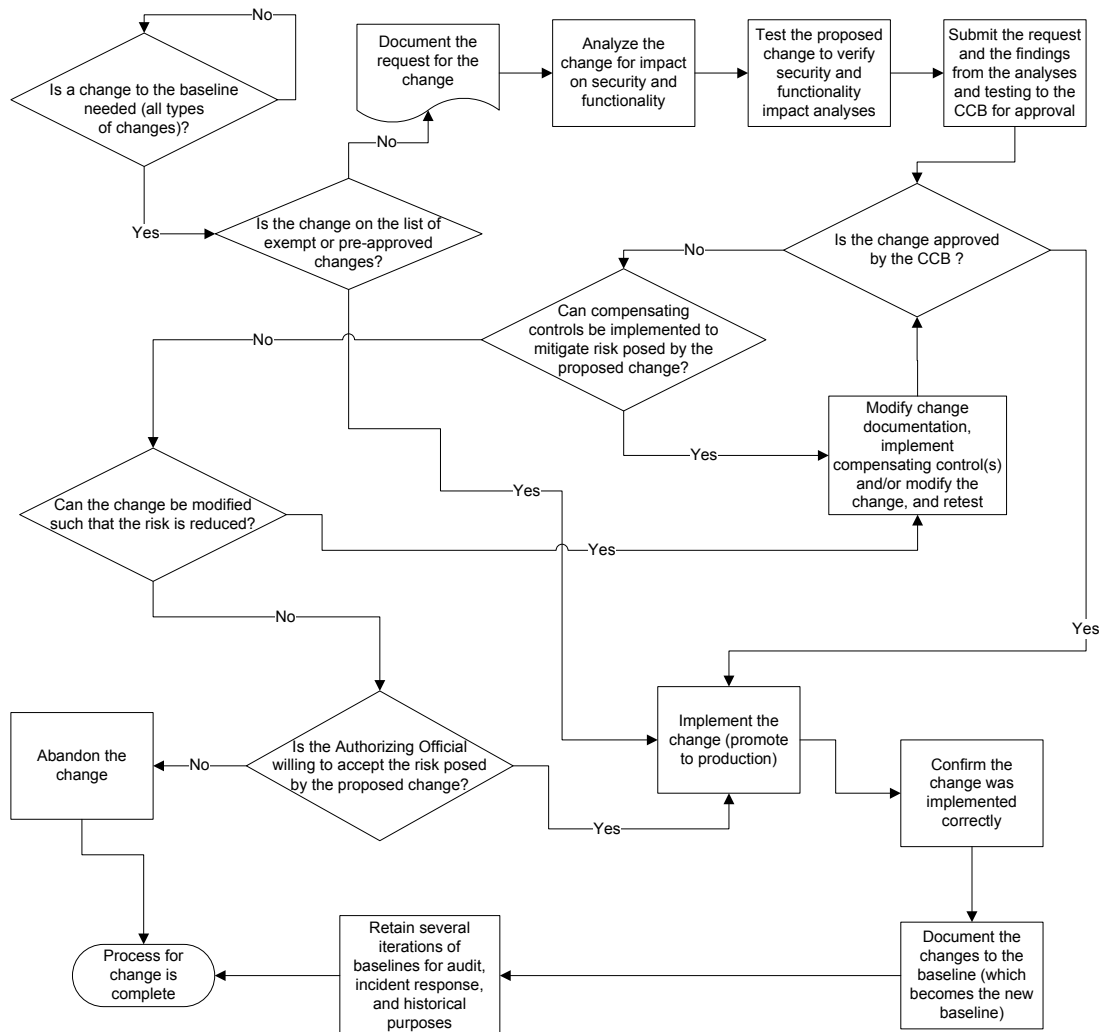 No
Is a change to the baseline
needed (all types
of changes)?
Yes
Document the
request for the
change
Analyze the
change for impact
on security and
functionality
Test the proposed
change to verify
security and
functionality
impact analyses
Submit the request
and the findings
from the analyses
and testing to the
CCB for approval
No
Is the change on the list of
exempt or pre-approved
changes?
Is the change approved
by the CCB ?
No
Can compensating
controls be implemented to
mitigate risk posed by the
proposed change?
No
Yes
Modify change
documentation,
implement
compensating control(s)
and/or modify the
change, and retest
Can the change be modified
such that the risk is reduced?
Yes
Yes
No
Yes
Is the Authorizing Official
willing to accept the risk posed
by the proposed change?
No
Yes
Abandon the
change
Implement the
change (promote
to production)
Confirm the
change was
implemented
correctly
Document the
changes to the
baseline (which
becomes the new
baseline)
Retain several
iterations of
baselines for audit,
incident response,
and historical
purposes
Process for
change is
complete